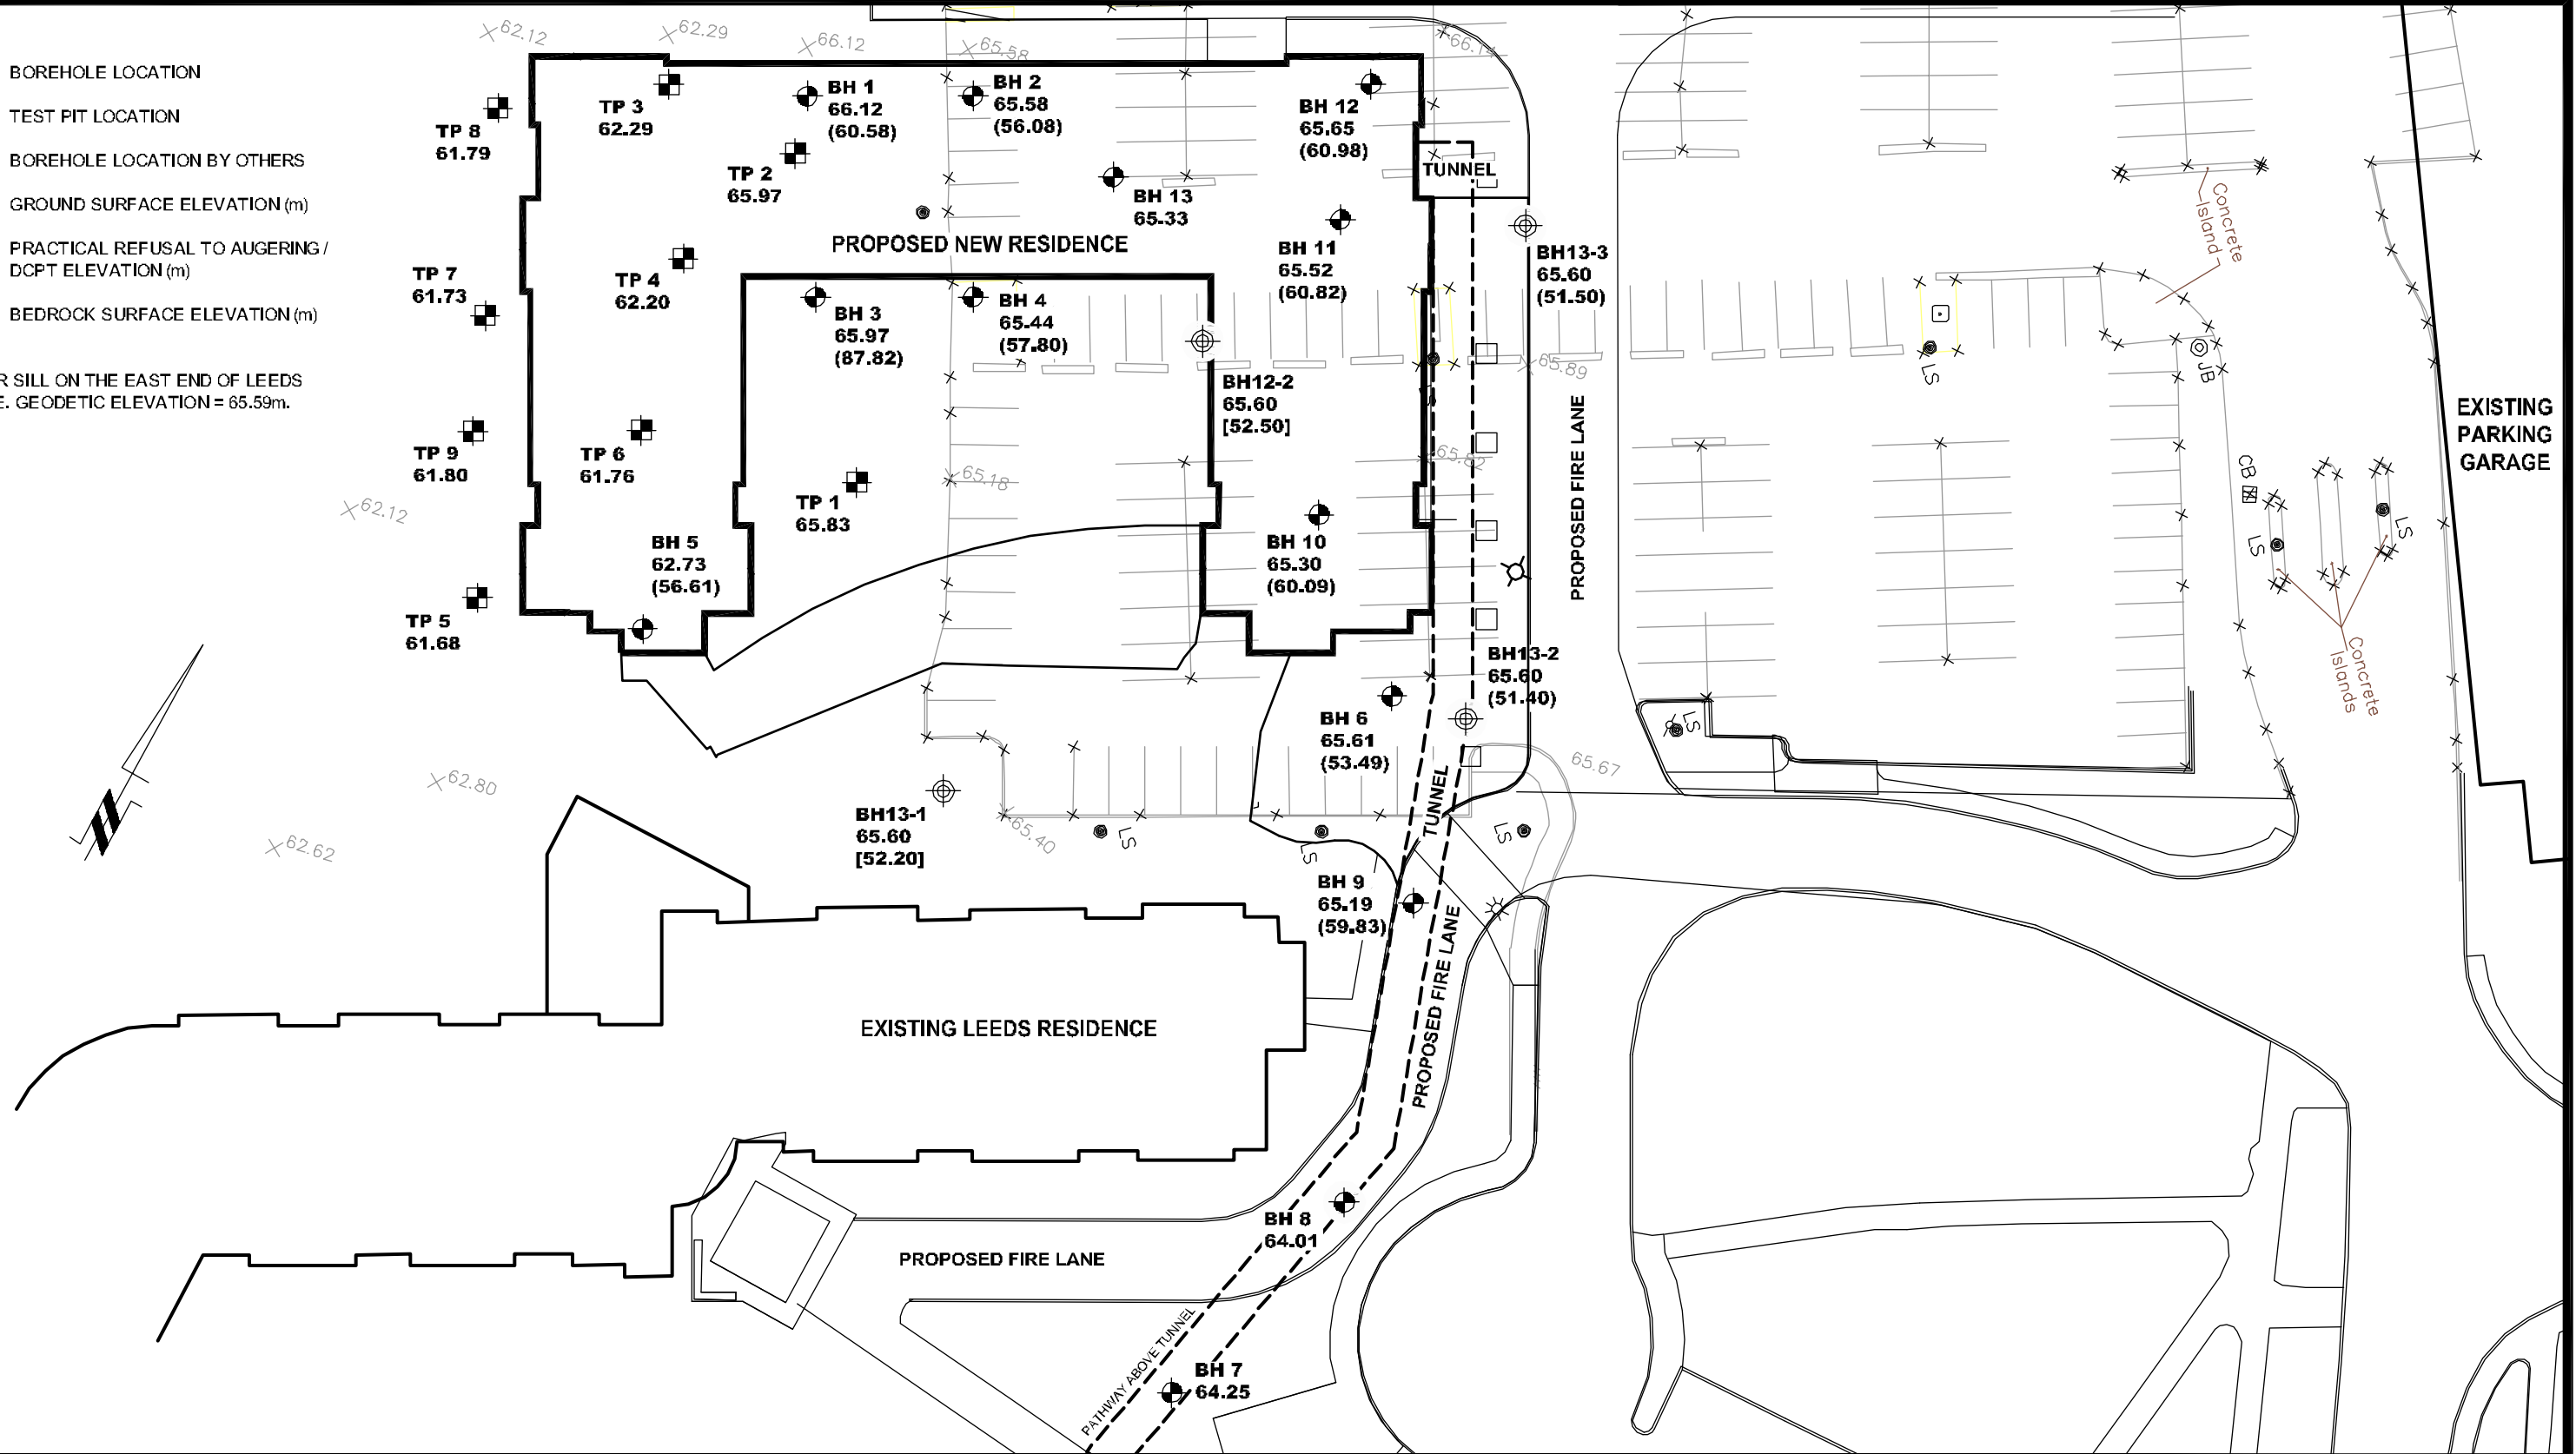 BOREHOLE LOCATION
TEST PIT LOCATION
BOREHOLE LOCATION BY OTHERS
GROUND SURFACE ELEVATION (m)
PRACTICAL REFUSAL TO AUGERING /
DCPT ELEVATION (m)
BEDROCK SURFACE ELEVATION (m)
R SILL ON THE EAST END OF LEEDS
E. GEODETIC ELEVATION = 65.59m.
62.12
62.29
66.12
65.58
66.14
TP 8
61.79
TP 3
62.29
BH 1
66.12
(60.58)
BH 2
65.58
(56.08)
BH 12
65.65
(60.98)
TP 2
65.97
BH 13
65.33
TUNNEL
PROPOSED NEW RESIDENCE
BH 11
65.52
(60.82)
BH13-3
65.60
(51.50)
TP 7
61.73
TP 4
62.20
BH 3
65.97
(87.82)
BH 4
65.44
(57.80)
BH12-2
65.60
[52.50]
65.89
PROPOSED FIRE LANE
Concrete
Island
LS
JB
EXISTING
PARKING
GARAGE
TP 9
61.80
TP 6
61.76
TP 1
65.83
65.18
65.82
62.12
CB
LS
LS
BH 5
62.73
(56.61)
BH 10
65.30
(60.09)
TP 5
61.68
BH13-2
65.60
(51.40)
Concrete
Islands
BH 6
65.61
(53.49)
LS
65.67
62.80
62.62
BH13-1
65.60
[52.20]
65.40
LS
LS
TUNNEL
LS
BH 9
65.19
(59.83)
PROPOSED FIRE LANE
EXISTING LEEDS RESIDENCE
BH 8
64.01
PROPOSED FIRE LANE
PATHWAY ABOVE TUNNEL
BH 7
64.25